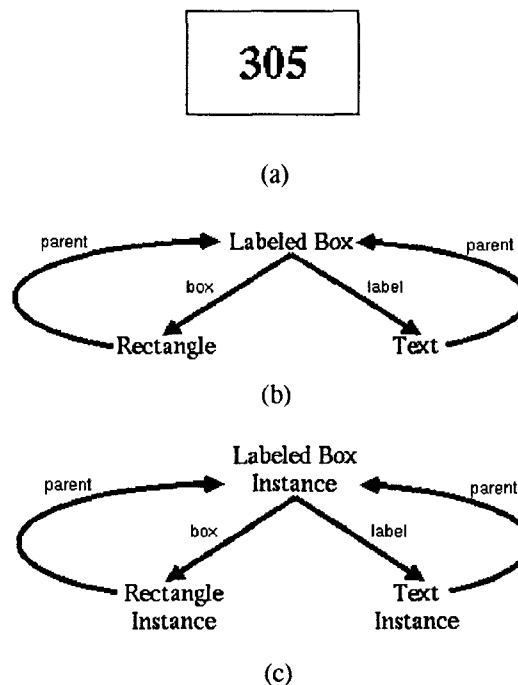 305
(a)
parent
Labeled Box
parent
box
label
Rectangle
Text
(b)
Labeled Box
Instance
parent
parent
box
label
Rectangle
Instance
Text
Instance
(c)